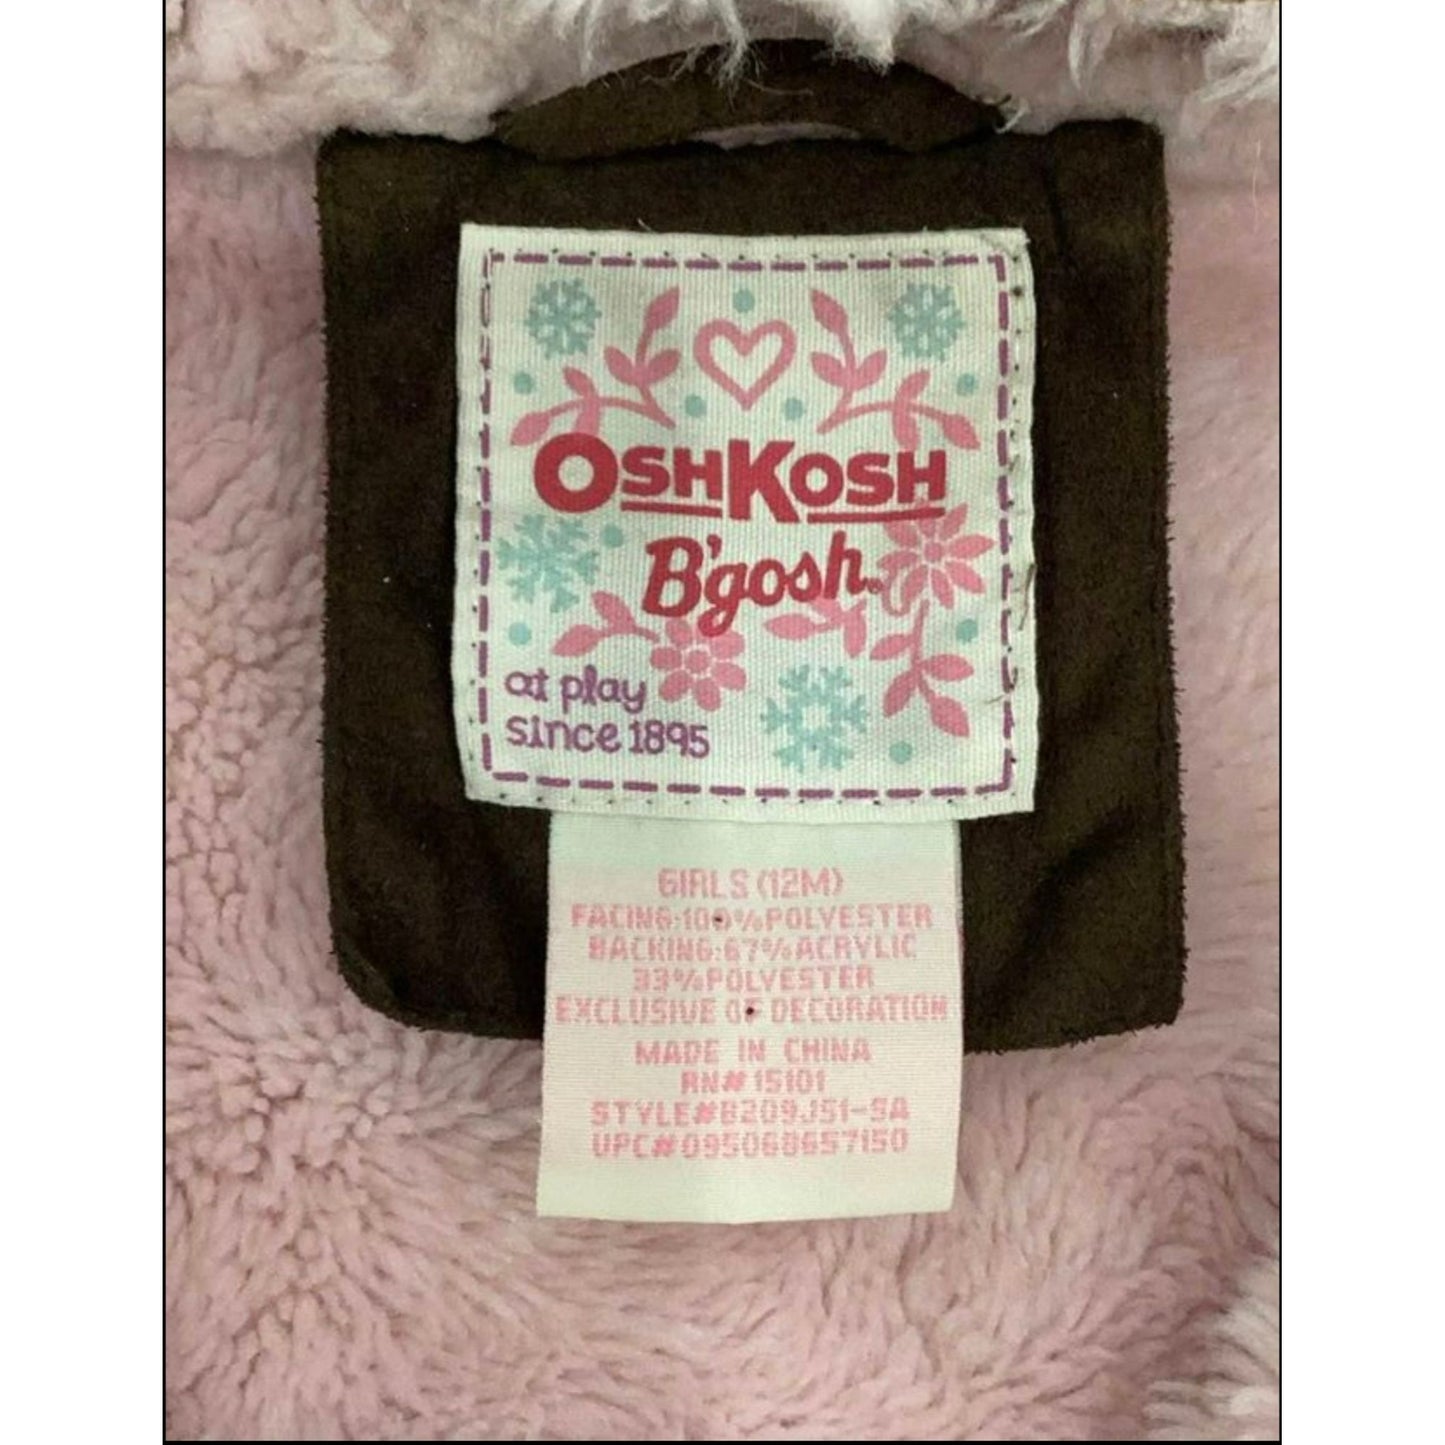 OSHKOSH
B'gosh
at play
since 1895
GIRLS (12M)
FACING:100%POLYESTER
BACKING:67%ACRYLIC
33%POLYESTER
EXCLUSIVE OF DECORATION
MADE IN CHINA
RN#15101
STYLE#B209J51-SA
UPC#095068657150